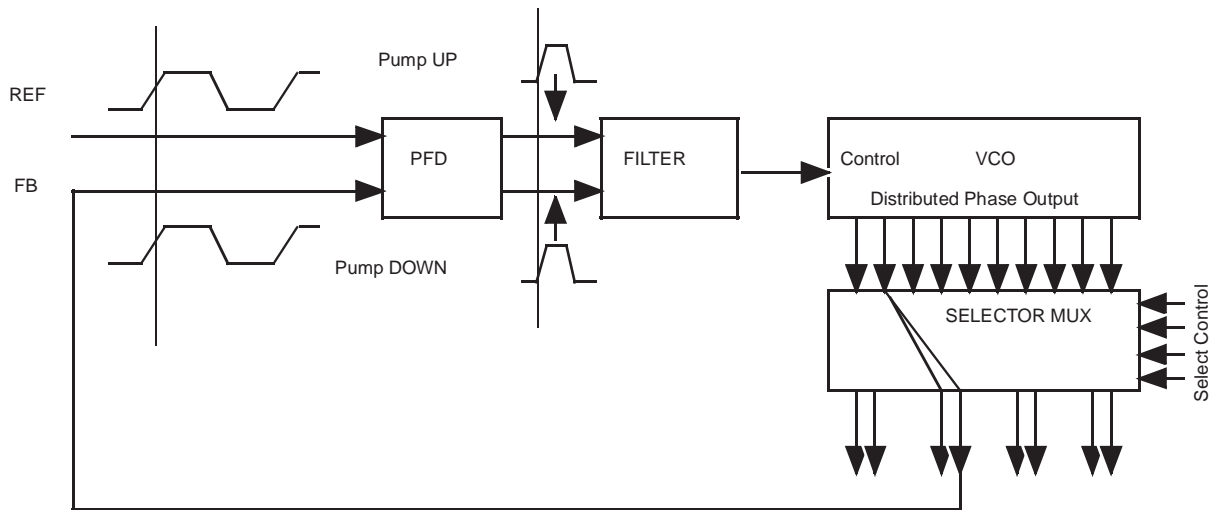 Pump UP
REF
PFD
FILTER
Control
VCO
FB
Distributed Phase Output
Pump DOWN
SELECTOR MUX
Select Control